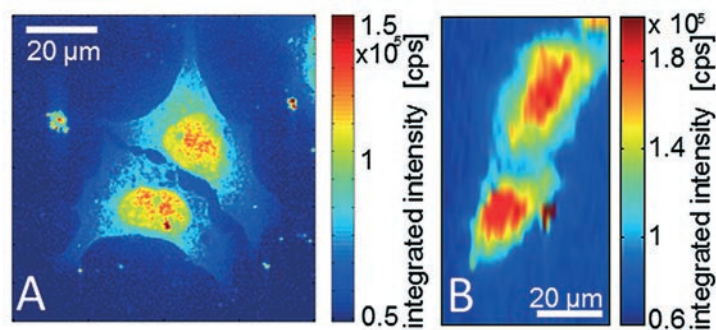 20 µm
A
1.5
x10⁵
1
0.5
integrated intensity [cps]
B
20 µm
x 10⁵
1.8
1.4
1
0.6
integrated intensity [cps]